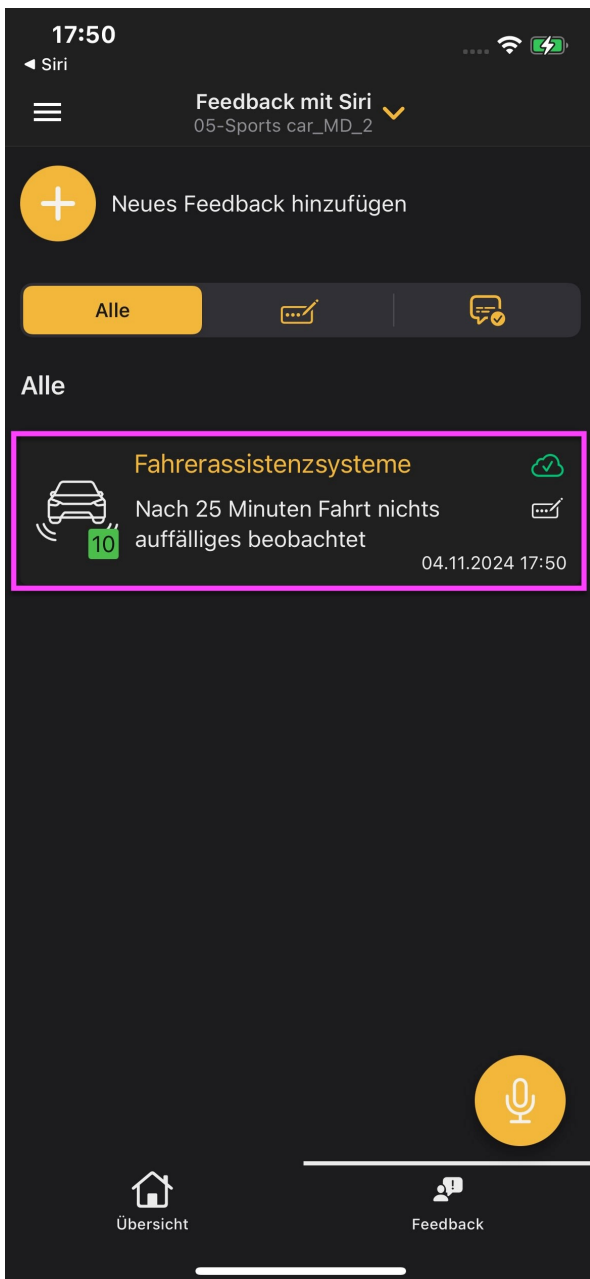 17:50
◀ Siri
Feedback mit Siri
05-Sports car_MD_2
Neues Feedback hinzufügen
Alle
Alle
Fahrerassistenzsysteme
Nach 25 Minuten Fahrt nichts
auffälliges beobachtet
10
04.11.2024 17:50
Übersicht
Feedback